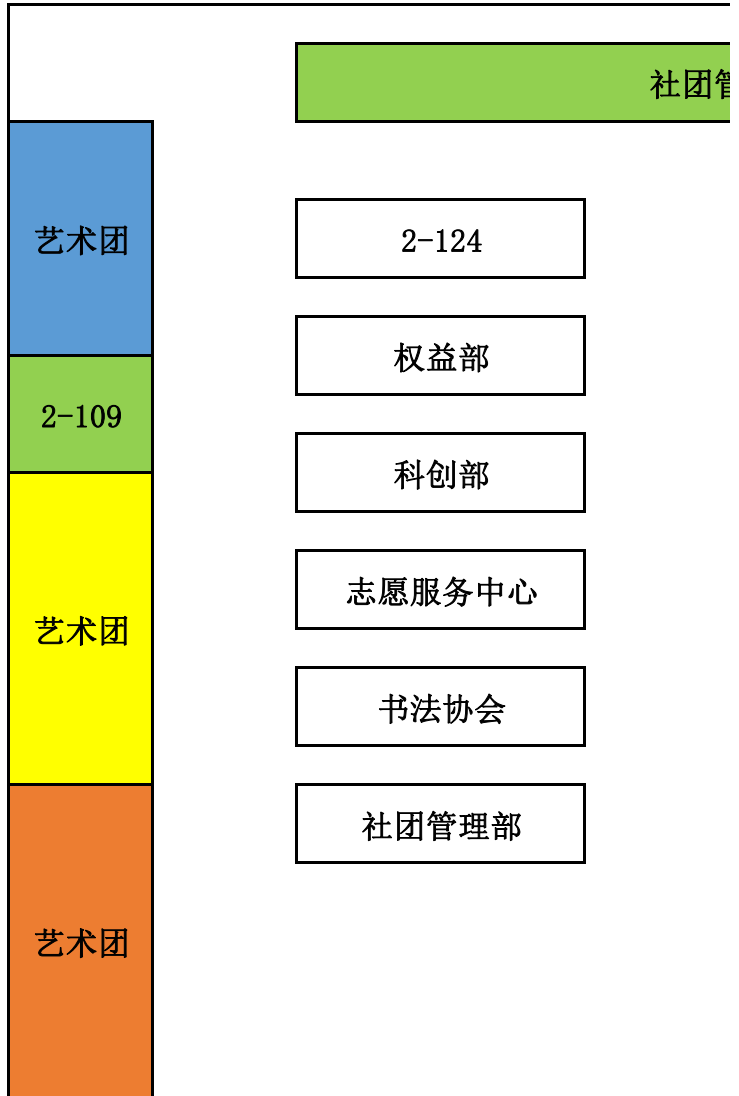 社团管
艺术团
2-124
权益部
2-109
科创部
志愿服务中心
艺术团
书法协会
社团管理部
艺术团